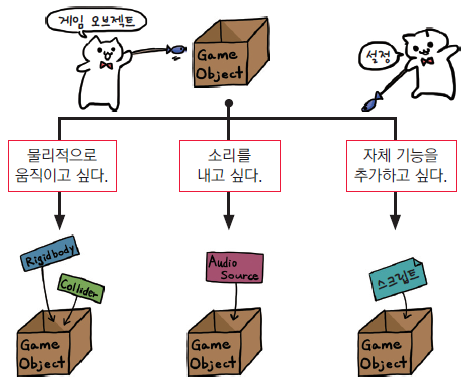 게임 오브젝트
Game
Object
설정
물리적으로
움직이고 싶다.
소리를
내고 싶다.
자체 기능을
추가하고 싶다.
Rigidbody
Collider
Game
Object
Audio
Source
Game
Object
스크립트
Game
Object